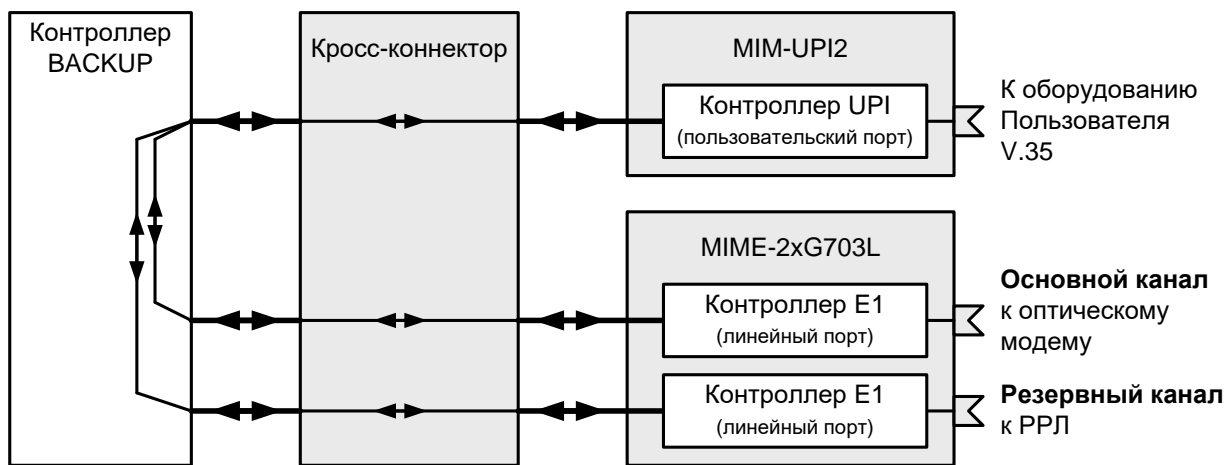 Контроллер
BACKUP
Кросс-коннектор
MIM-UPI2
Контроллер UPI
(пользовательский порт)
К оборудованию
Пользователя
V.35
MIME-2xG703L
Контроллер E1
(линейный порт)
Основной канал
к оптическому
модему
Контроллер E1
(линейный порт)
Резервный канал
к РРЛ